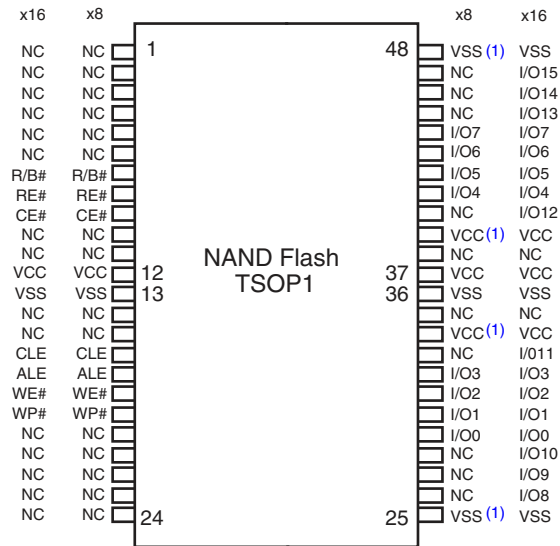 x16 x8 x8 x16
NC NC 1 48 VSS (1) VSS
NC NC NC I/O15
NC NC NC I/O14
NC NC NC I/O13
NC NC I/O7 I/O7
NC NC I/O6 I/O6
R/B# R/B# I/O5 I/O5
RE# RE# I/O4 I/O4
CE# CE# NC I/O12
NC NC VCC (1) VCC
NC NC NC NC
VCC VCC 12 NAND Flash 37 VCC VCC
VSS VSS 13 TSOP1 36 VSS VSS
NC NC NC NC
NC NC VCC (1) VCC
CLE CLE NC I/011
ALE ALE I/O3 I/O3
WE# WE# I/O2 I/O2
WP# WP# I/O1 I/O1
NC NC I/O0 I/O0
NC NC NC I/O10
NC NC NC I/O9
NC NC NC I/O8
NC NC 24 25 VSS (1) VSS